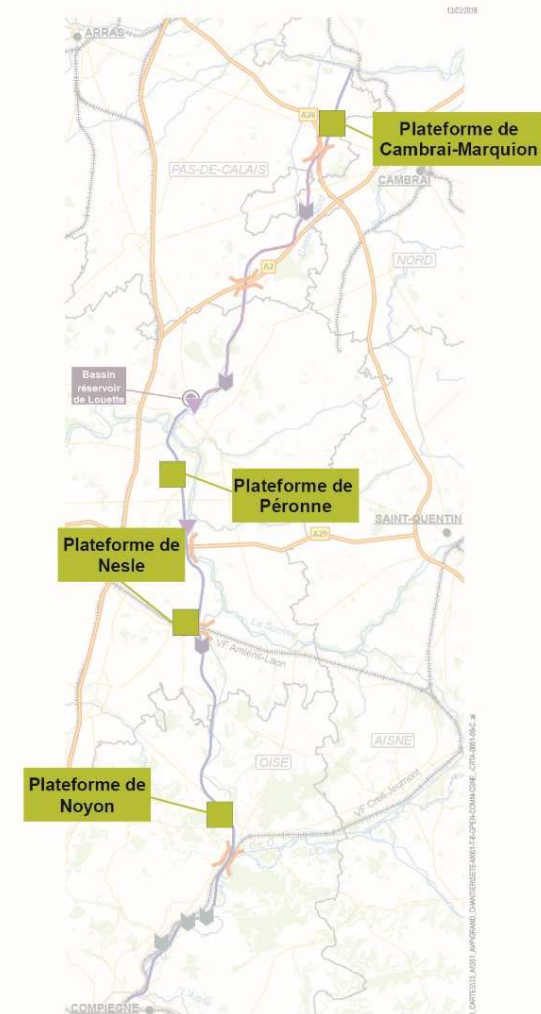 13/03/2018
ARRAS
A26
Plateforme de
Cambrai-Marquion
PAS-DE-CALAIS
CAMBRAI
NORD
A2
Bassin
réservoir
de Louette
Plateforme de
Péronne
SAINT-QUENTIN
A29
Plateforme de
Nesle
La Somme
VF Amiens-Laon
AISNE
OISE
Plateforme de
Noyon
VF Creil-Jeumont
COMPIEGNE